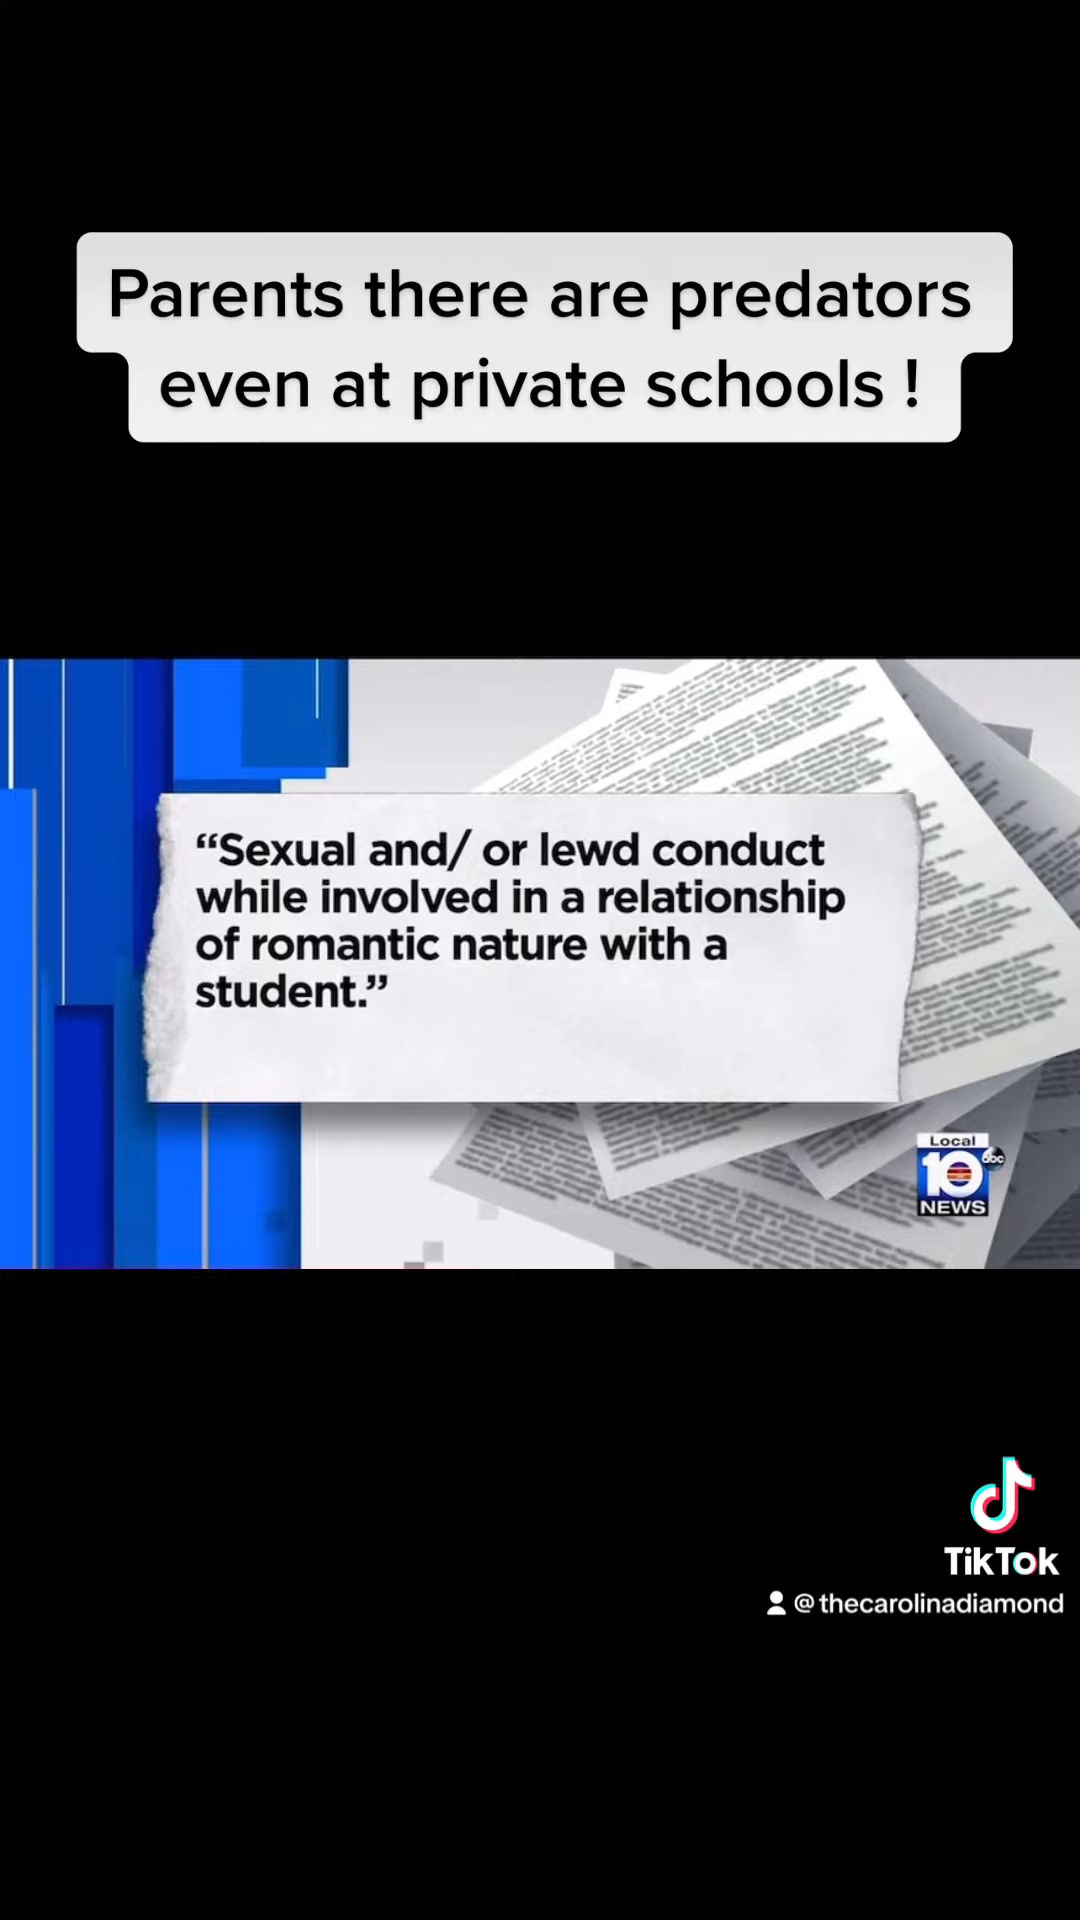 Parents there are predators
even at private schools !
“Sexual and/ or lewd conduct
while involved in a relationship
of romantic nature with a
student.”
Local
10
abc
NEWS
TikTok
@thecarolinadiamond